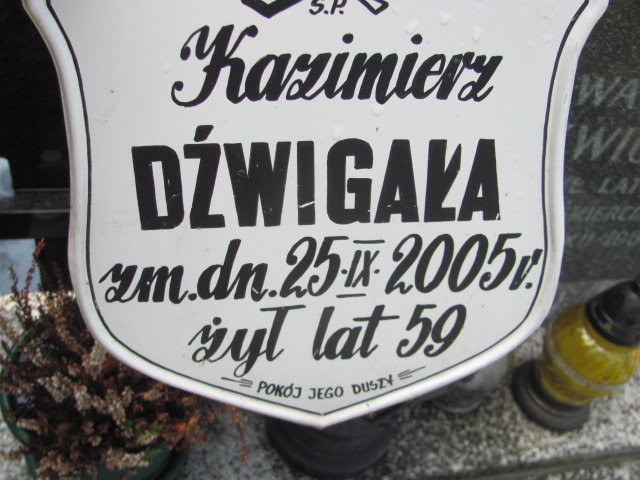 Ś.P.
Kazimierz
DŹWIGAŁA
zm.dn.25·IX·2005r.
żył lat 59
POKÓJ JEGO DUSZY